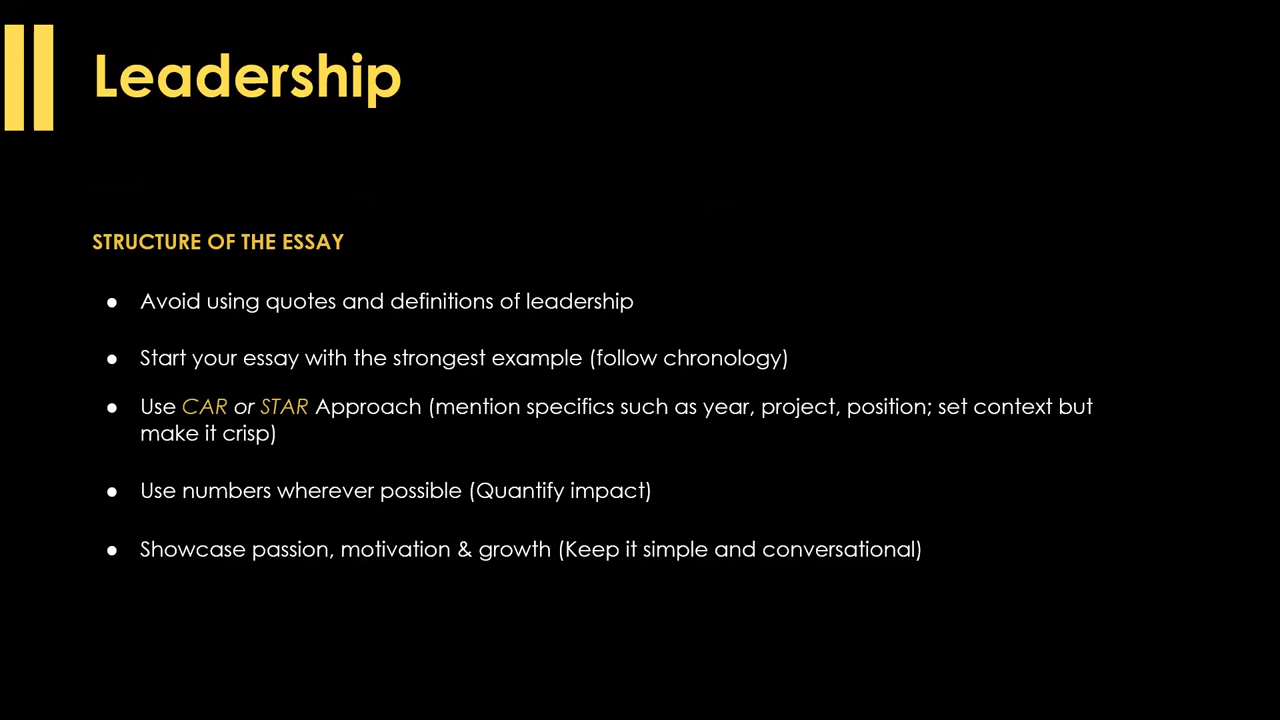 Leadership
STRUCTURE OF THE ESSAY
● Avoid using quotes and definitions of leadership
● Start your essay with the strongest example (follow chronology)
● Use CAR or STAR Approach (mention specifics such as year, project, position; set context but
make it crisp)
● Use numbers wherever possible (Quantify impact)
● Showcase passion, motivation & growth (Keep it simple and conversational)